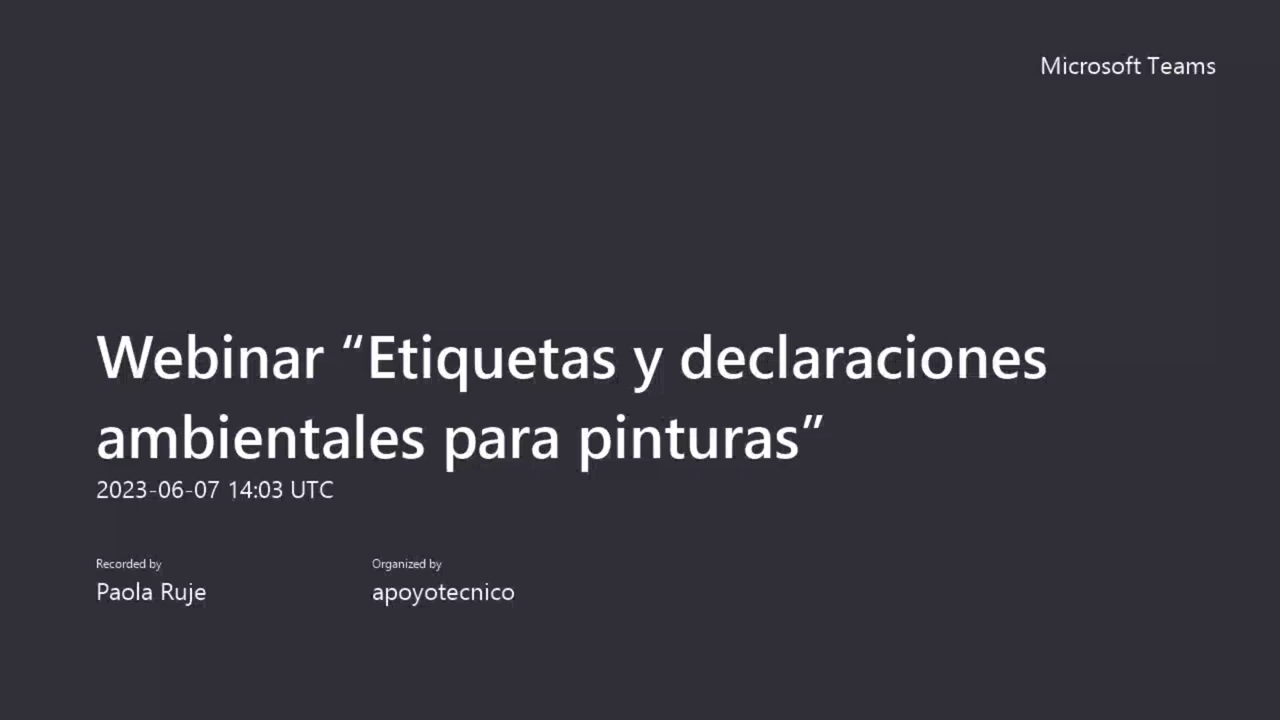 Microsoft Teams
Webinar “Etiquetas y declaraciones
ambientales para pinturas”
2023-06-07 14:03 UTC
Recorded by
Paola Ruje
Organized by
apoyotecnico